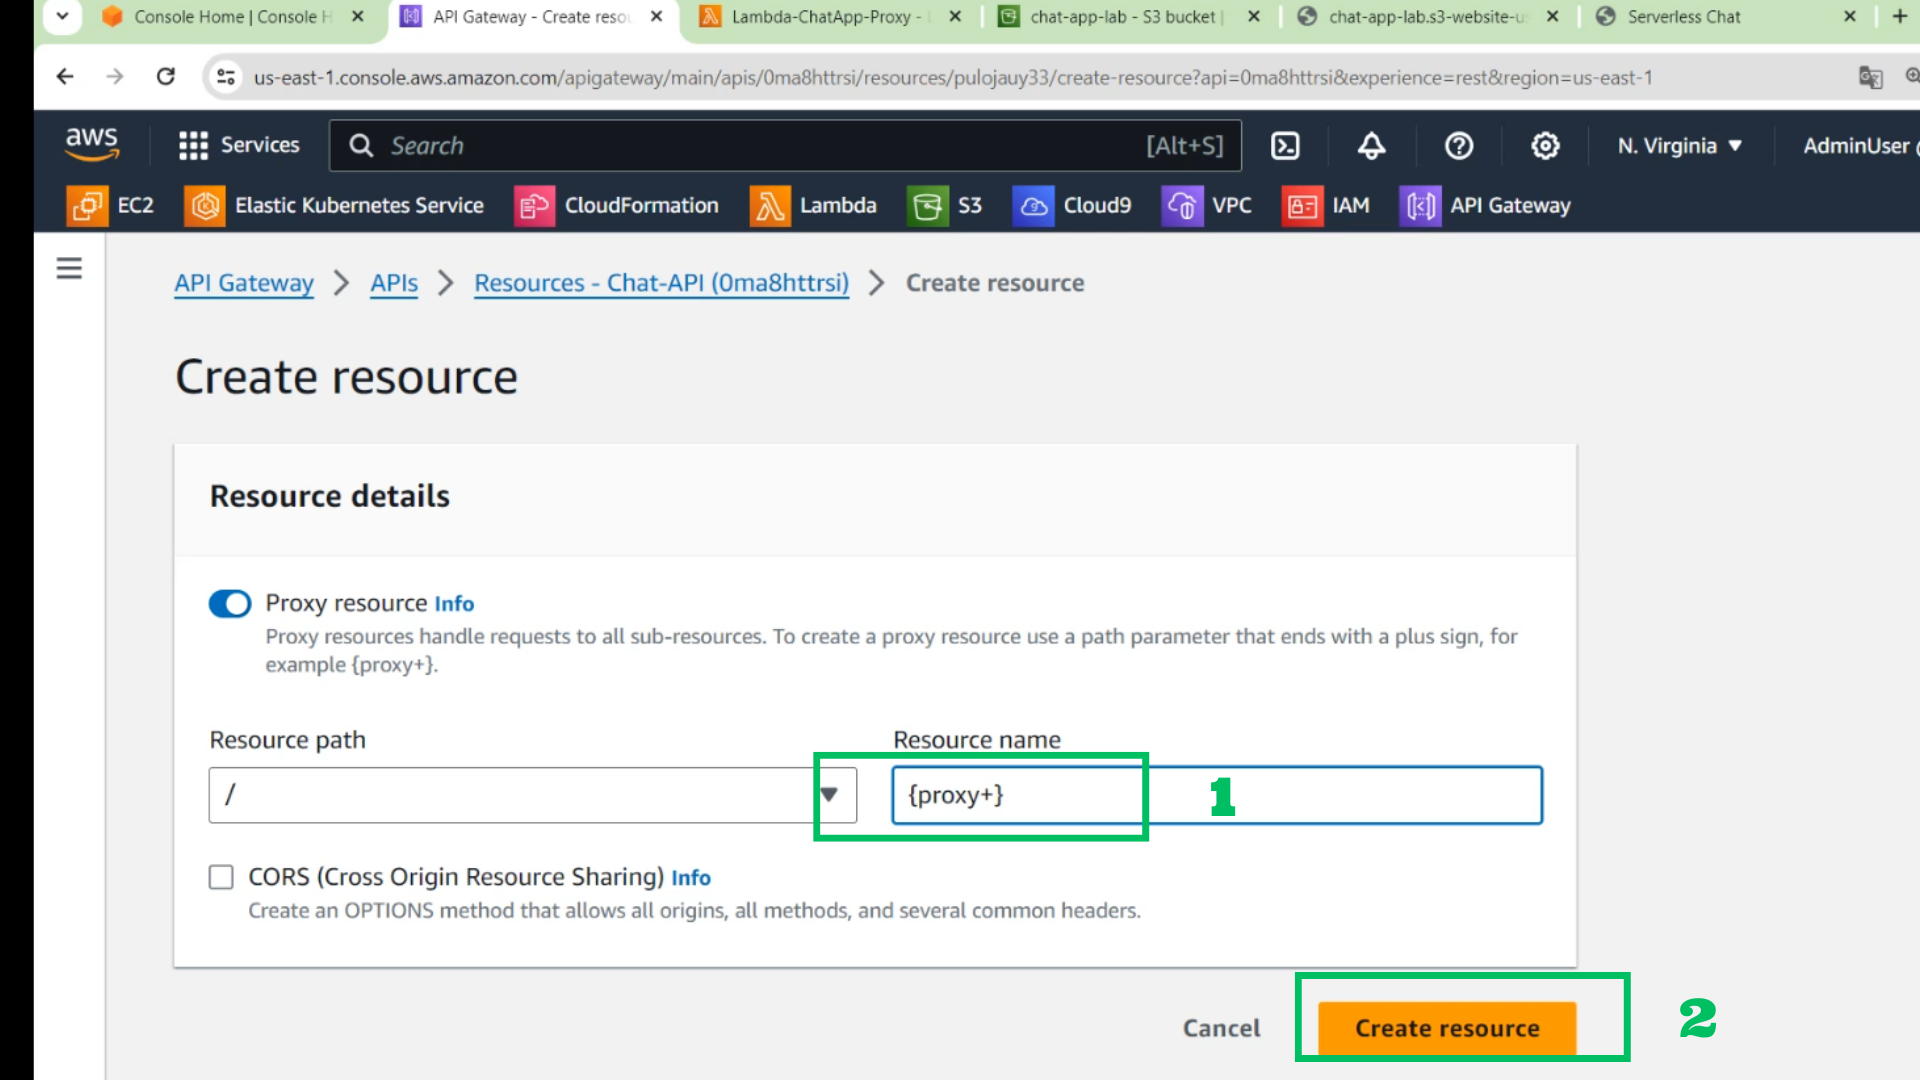 Console Home | Console H
API Gateway - Create resou
Lambda-ChatApp-Proxy -
chat-app-lab - S3 bucket |
chat-app-lab.s3-website-u
Serverless Chat
us-east-1.console.aws.amazon.com/apigateway/main/apis/0ma8httrsi/resources/pulojauy33/create-resource?api=0ma8httrsi&experience=rest&region=us-east-1
aws
Services
Search
[Alt+S]
N. Virginia
AdminUser
EC2
Elastic Kubernetes Service
CloudFormation
Lambda
S3
Cloud9
VPC
IAM
API Gateway
API Gateway > APIs > Resources - Chat-API (0ma8httrsi) > Create resource
Create resource
Resource details
Proxy resource Info
Proxy resources handle requests to all sub-resources. To create a proxy resource use a path parameter that ends with a plus sign, for
example {proxy+}.
Resource path
Resource name
/
{proxy+}
1
CORS (Cross Origin Resource Sharing) Info
Create an OPTIONS method that allows all origins, all methods, and several common headers.
Cancel
Create resource
2